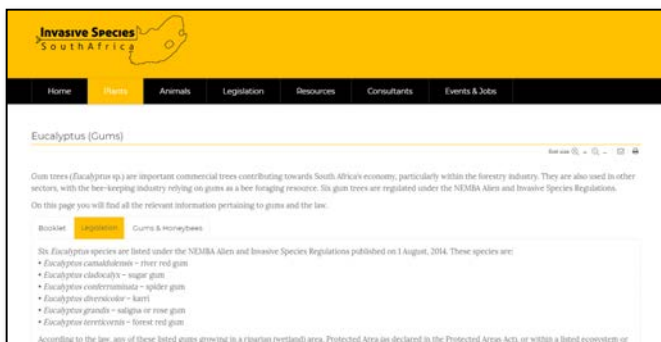 Invasive Species
South Africa
Home Plants Animals Legislation Resources Consultants Events & Jobs
Eucalyptus (Gums)
font size
Gum trees (Eucalyptus sp.) are important commercial trees contributing towards South Africa's economy, particularly within the forestry industry. They are also used in other
sectors, with the bee-keeping industry relying on gums as a bee foraging resource. Six gum trees are regulated under the NEMBA Alien and Invasive Species Regulations.
On this page you will find all the relevant information pertaining to gums and the law.
Booklet Legislation Gums & Honeybees
Six Eucalyptus species are listed under the NEMBA Alien and Invasive Species Regulations published on 1 August, 2014. These species are:
• Eucalyptus camaldulensis – river red gum
• Eucalyptus cladocalyx – sugar gum
• Eucalyptus conferruminata – spider gum
• Eucalyptus diversicolor – karri
• Eucalyptus grandis – saligna or rose gum
• Eucalyptus tereticornis – forest red gum
According to the law, any of these listed gums growing in a riparian (wetland) area, Protected Area (as declared in the Protected Areas Act), or within a listed ecosystem or